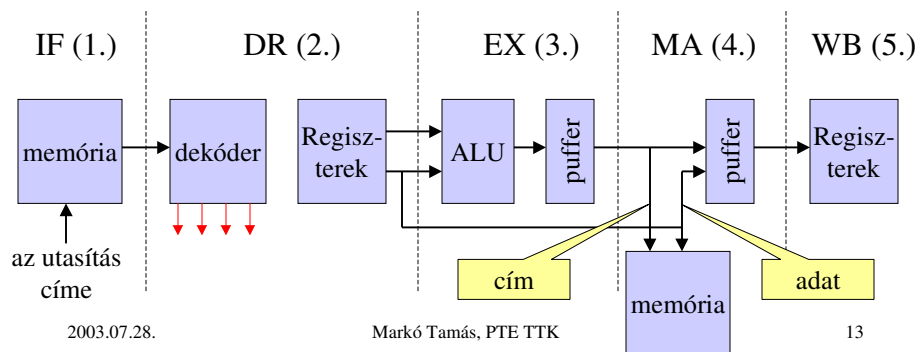 IF (1.)
DR (2.)
EX (3.)
MA (4.)
WB (5.)
memória
dekóder
Regisz-
terek
ALU
puffer
puffer
Regisz-
terek
az utasítás
címe
cím
adat
memória
2003.07.28.
Markó Tamás, PTE TTK
13